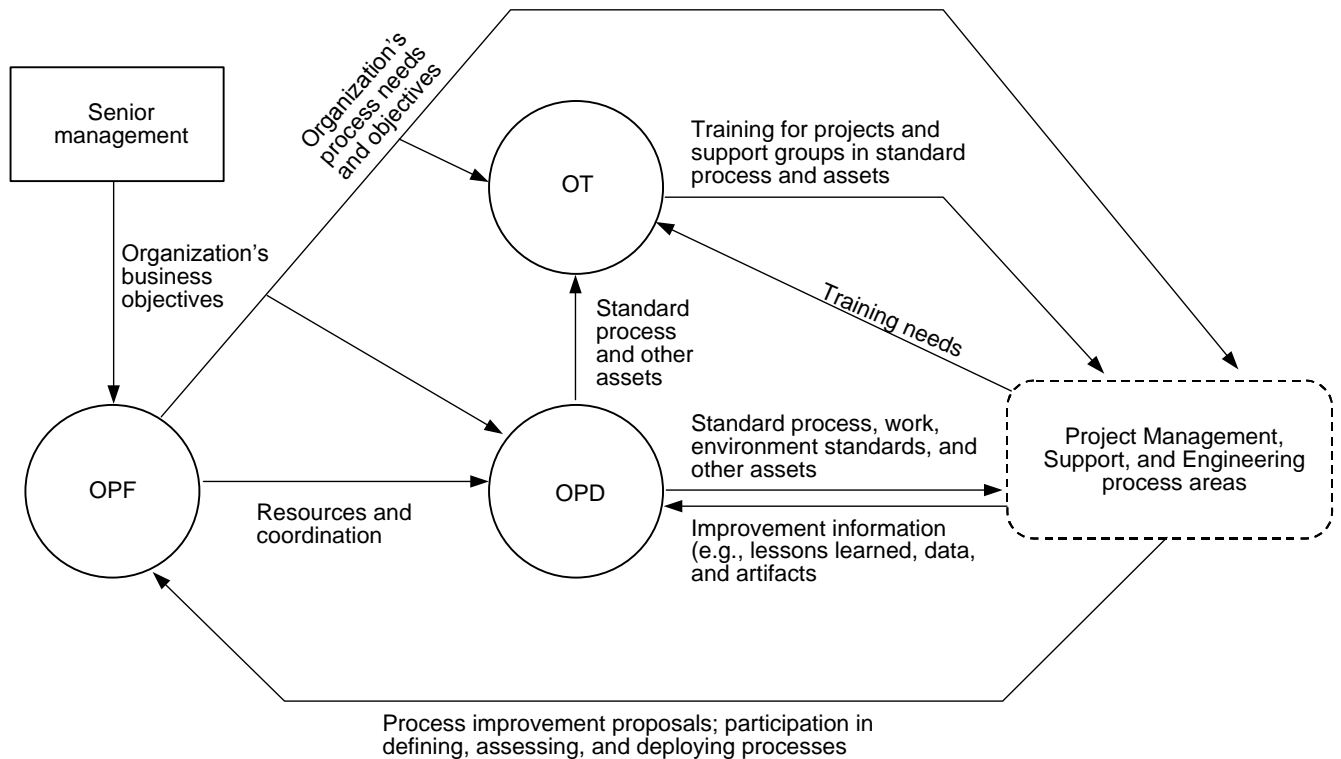 Senior
management
Organization’s
process needs
and objectives
OT
Training for projects and
support groups in standard
process and assets
Organization’s
business
objectives
Standard
process
and other
assets
Training needs
OPF
Resources and
coordination
OPD
Standard process, work,
environment standards, and
other assets
Improvement information
(e.g., lessons learned, data,
and artifacts
Project Management,
Support, and Engineering
process areas
Process improvement proposals; participation in
defining, assessing, and deploying processes